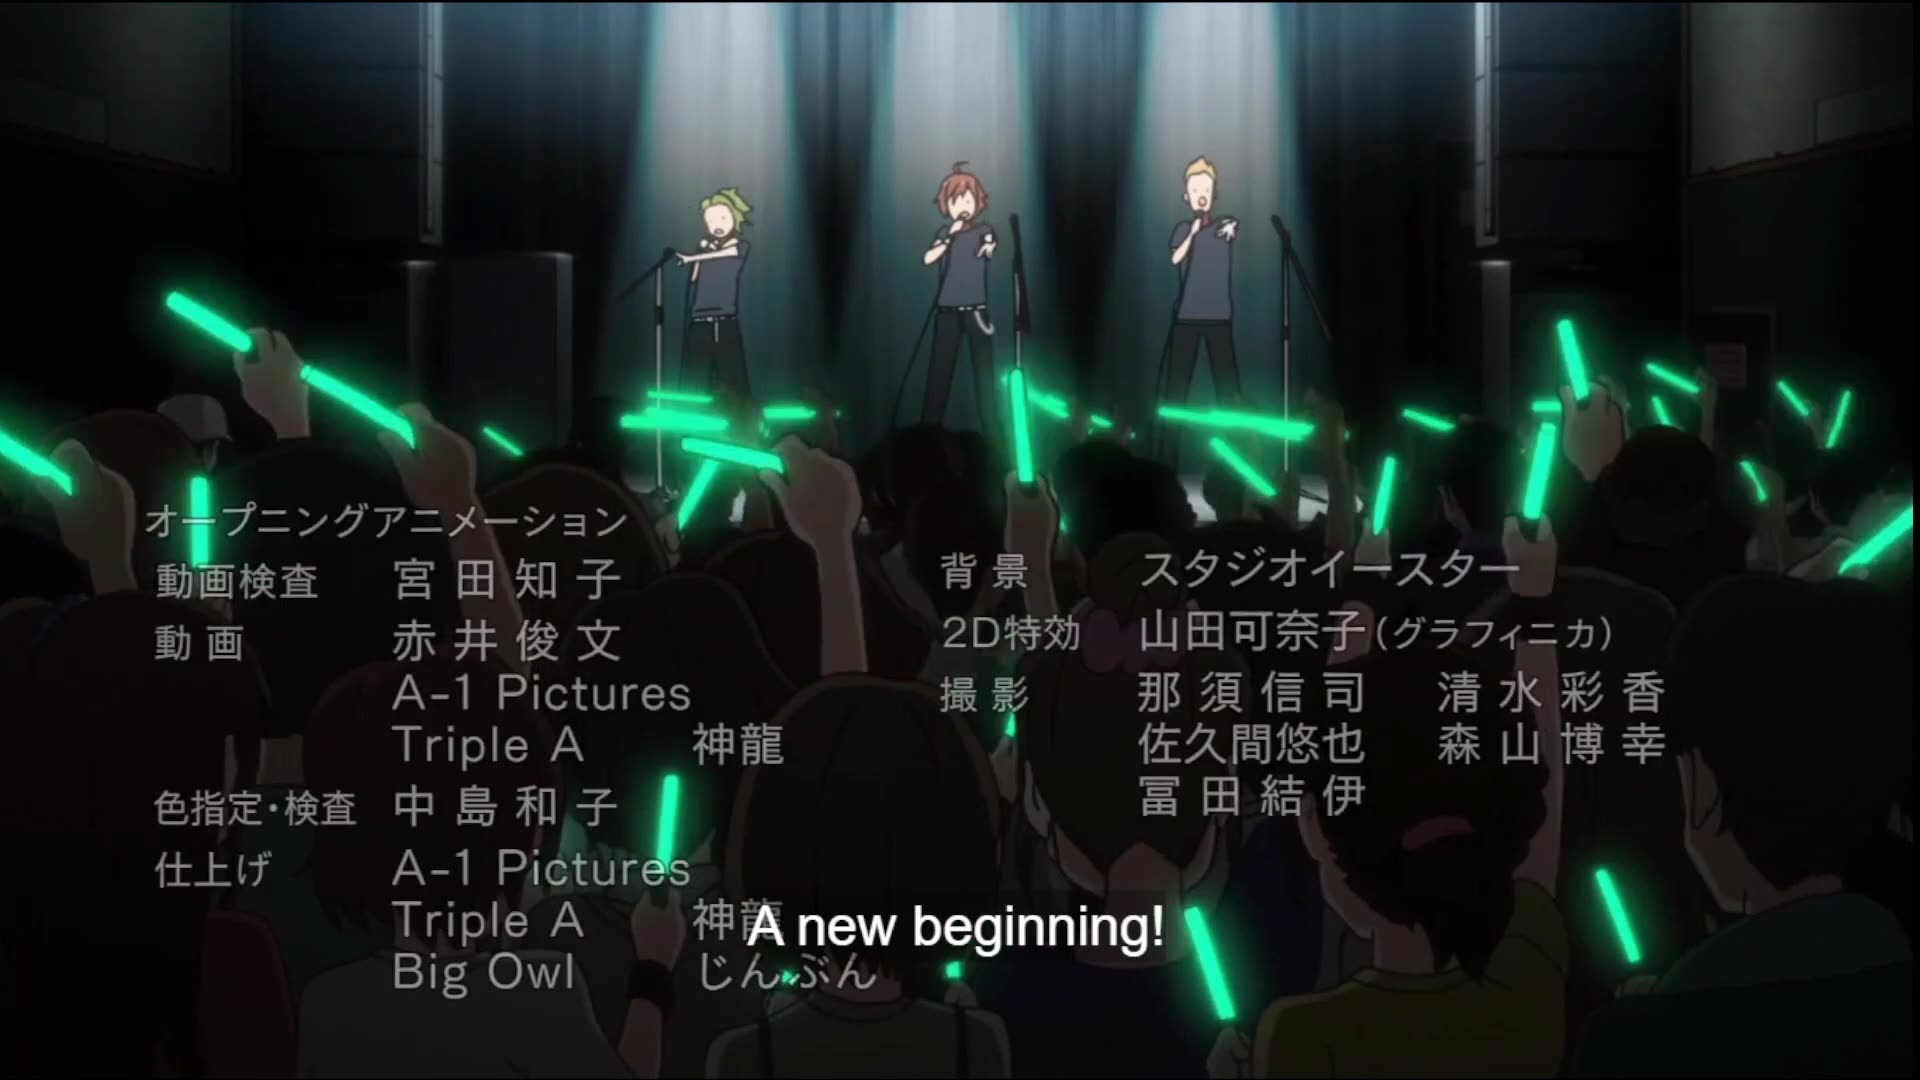 オープニングアニメーション
動画検査 宮田知子
動画 赤井俊文
A-1 Pictures
Triple A 神龍
色指定・検査 中島和子
仕上げ A-1 Pictures
Triple A 神龍
Big Owl じんぶん
背景 スタジオイースター
2D特効 山田可奈子(グラフィニカ)
撮影 那須信司 清水彩香
佐久間悠也 森山博幸
冨田結伊
A new beginning!